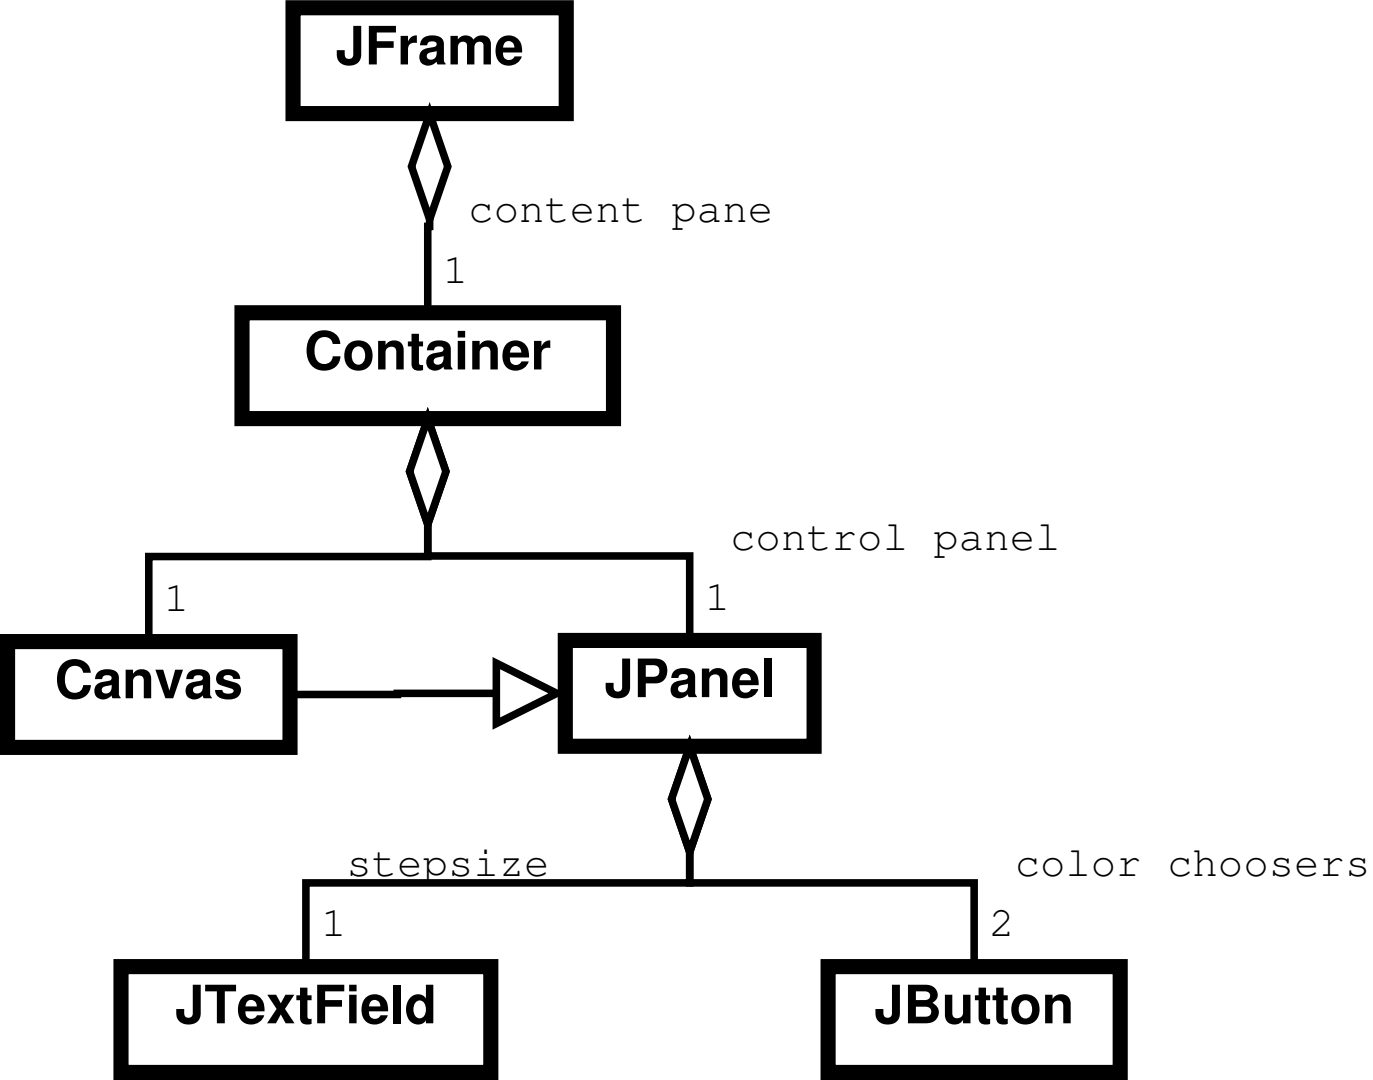 JFrame
content pane
1
Container
control panel
1
1
Canvas
JPanel
stepsize
color choosers
1
2
JTextField
JButton